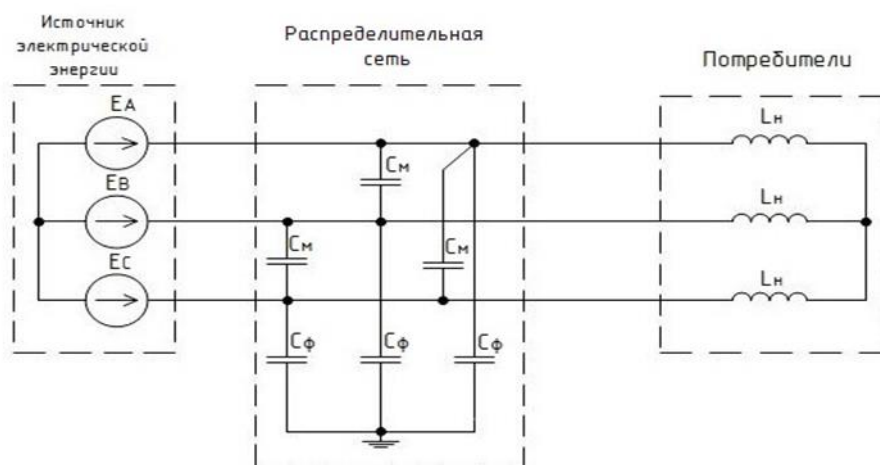 Источник
электрической
энергии
Распределительная
сеть
Потребители
EA
EB
EC
Cм
Cм
Cм
Cф
Cф
Cф
Lн
Lн
Lн